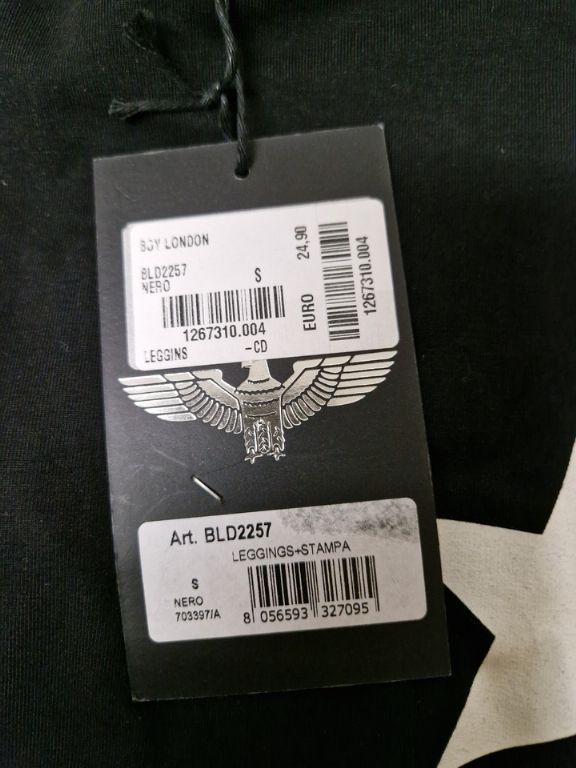 BOY LONDON
BLD2257
NERO
S
1267310.004
LEGGINS -CD
EURO 24,90
1267310.004
Art. BLD2257
LEGGINGS+STAMPA
S
NERO
703397/A
8 056593 327095